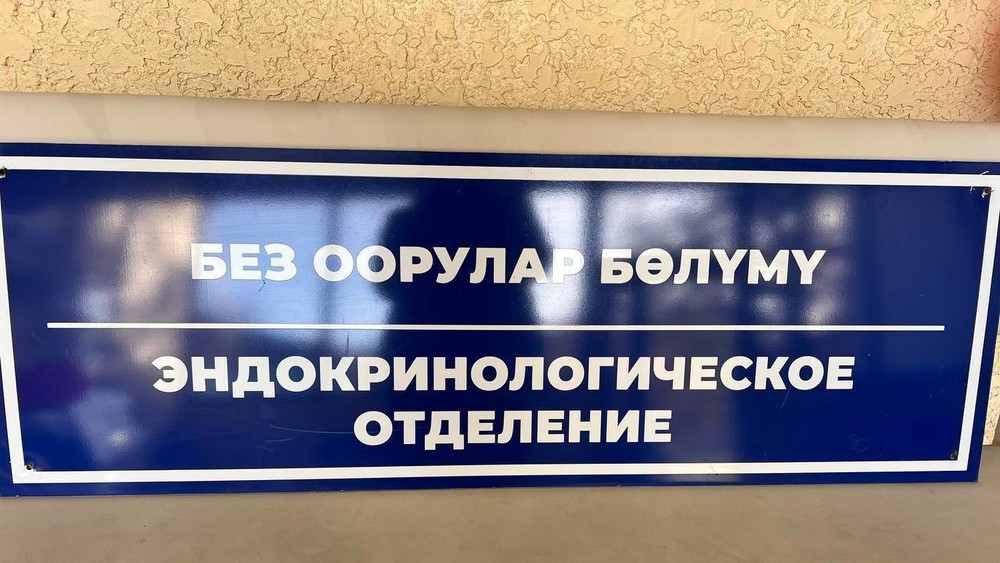 БЕЗ ООРУЛАР БӨЛҮМҮ
ЭНДОКРИНОЛОГИЧЕСКОЕ
ОТДЕЛЕНИЕ